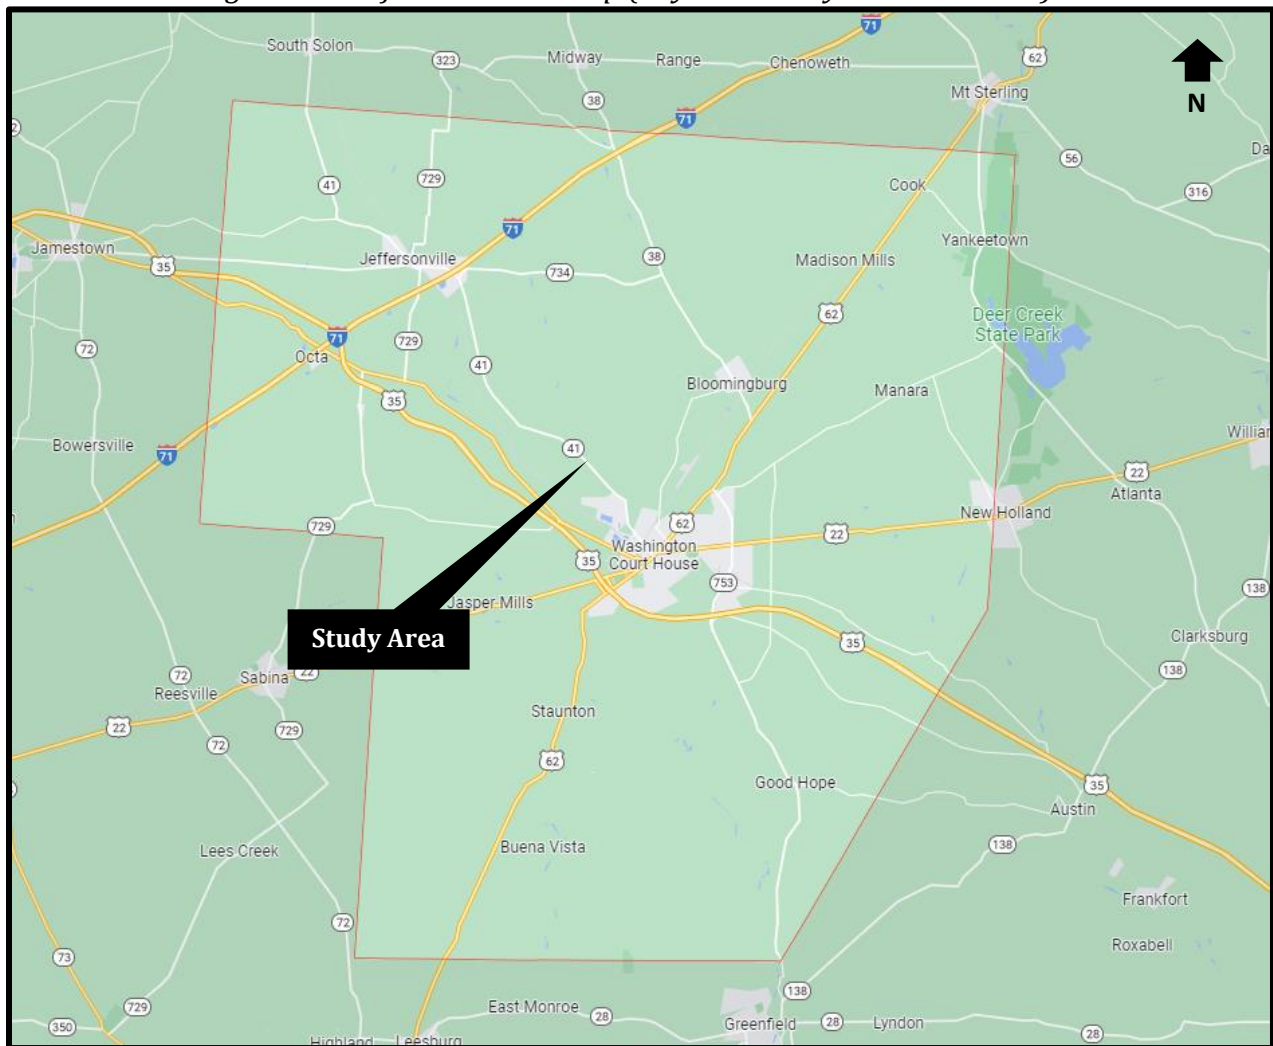 South Solon
323
Midway
Range
Chenoweth
71
62
Mt Sterling
N
38
71
56
Da
316
41
729
Cook
71
Jamestown
35
Jeffersonville
734
38
Madison Mills
Yankeetown
62
Deer Creek
State Park
72
71
Octa
729
41
Bloomingburg
Manara
35
Bowersville
71
41
Williar
22
Atlanta
729
New Holland
62
22
Washington
Court House
35
753
138
Jasper Mills
Study Area
35
Clarksburg
138
72
Reesville
Sabina
22
22
729
72
Staunton
62
Good Hope
35
Austin
Lees Creek
Buena Vista
138
Frankfort
72
Roxabell
73
729
350
East Monroe
28
138
Greenfield
28
Lyndon
28
Highland
Leesburg